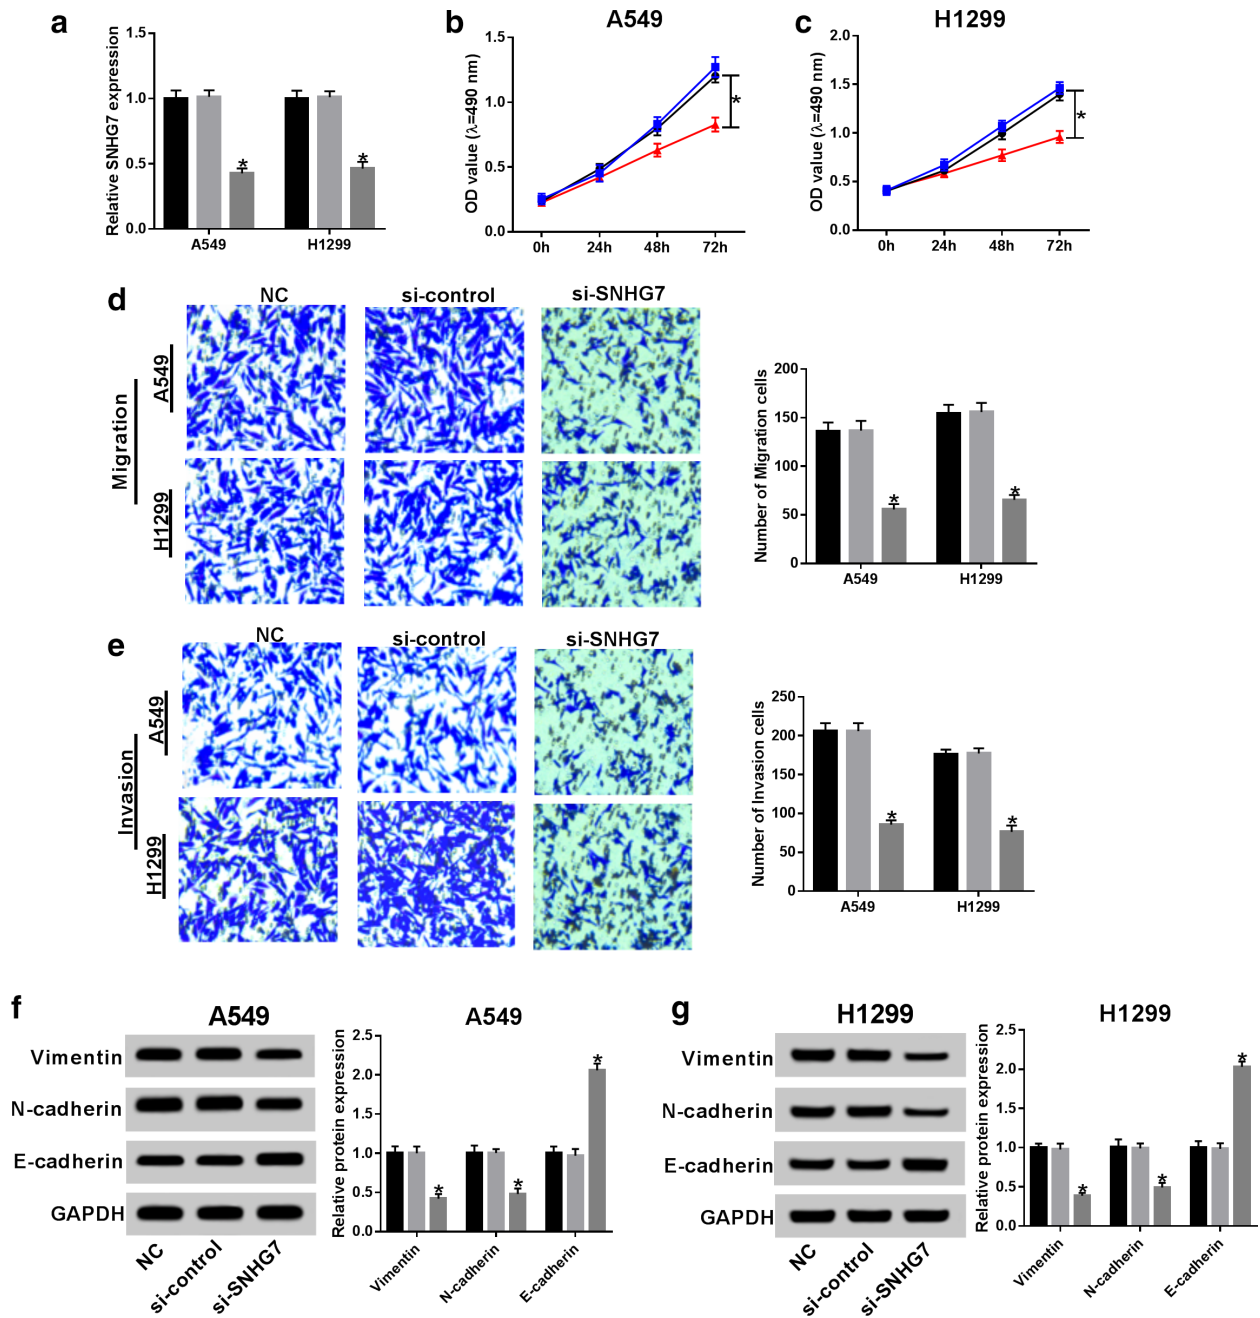 a
Relative SNHG7 expression
1.5
1.0
0.5
0.0
*
*
A549
H1299
b
A549
OD value (λ=490 nm)
1.5
1.0
0.5
0.0
*
0h
24h
48h
72h
c
H1299
OD value (λ=490 nm)
2.0
1.5
1.0
0.5
0.0
*
0h
24h
48h
72h
d
NC
si-control
si-SNHG7
Migration
A549
H1299
Number of Migration cells
200
150
100
50
0
*
*
A549
H1299
e
NC
si-control
si-SNHG7
Invasion
A549
H1299
Number of Invasion cells
250
200
150
100
50
0
*
*
A549
H1299
f
A549
Vimentin
N-cadherin
E-cadherin
GAPDH
NC
si-control
si-SNHG7
A549
Relative protein expression
2.5
2.0
1.5
1.0
0.5
0.0
*
*
*
Vimentin
N-cadherin
E-cadherin
g
H1299
Vimentin
N-cadherin
E-cadherin
GAPDH
NC
si-control
si-SNHG7
H1299
Relative protein expression
2.5
2.0
1.5
1.0
0.5
0.0
*
*
*
Vimentin
N-cadherin
E-cadherin